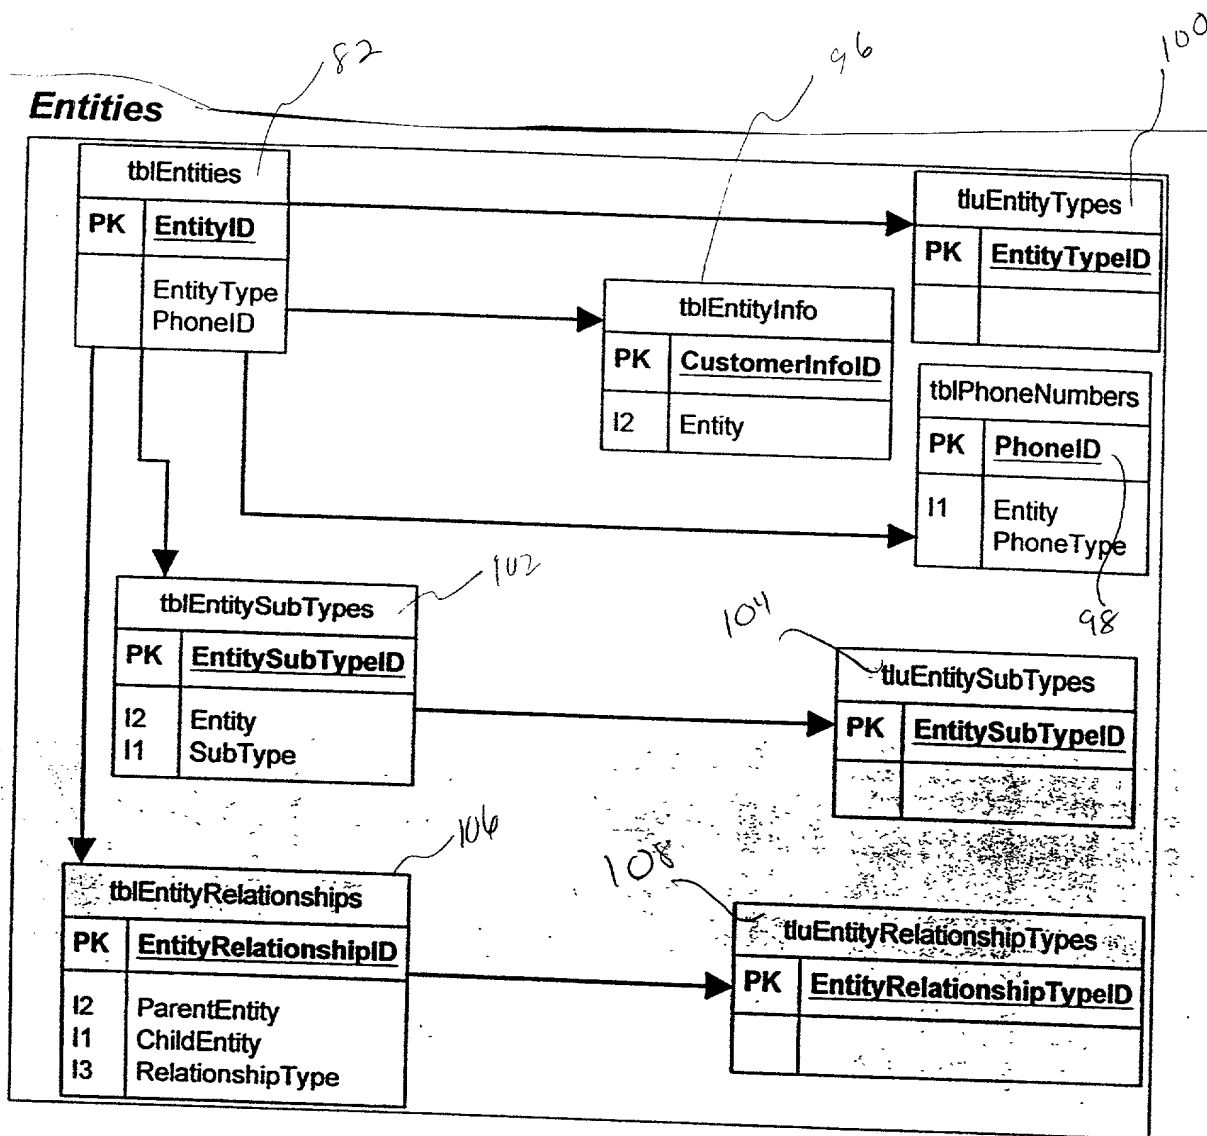 82
96
100
Entities
tblEntities
PK EntityID
EntityType
PhoneID
tluEntityTypes
PK EntityTypeID
tblEntityInfo
PK CustomerInfoID
I2 Entity
tblPhoneNumbers
PK PhoneID
I1 Entity
PhoneType
98
102
tblEntitySubTypes
PK EntitySubTypeID
I2 Entity
I1 SubType
104
tluEntitySubTypes
PK EntitySubTypeID
106
tblEntityRelationships
PK EntityRelationshipID
I2 ParentEntity
I1 ChildEntity
I3 RelationshipType
108
tluEntityRelationshipTypes
PK EntityRelationshipTypeID